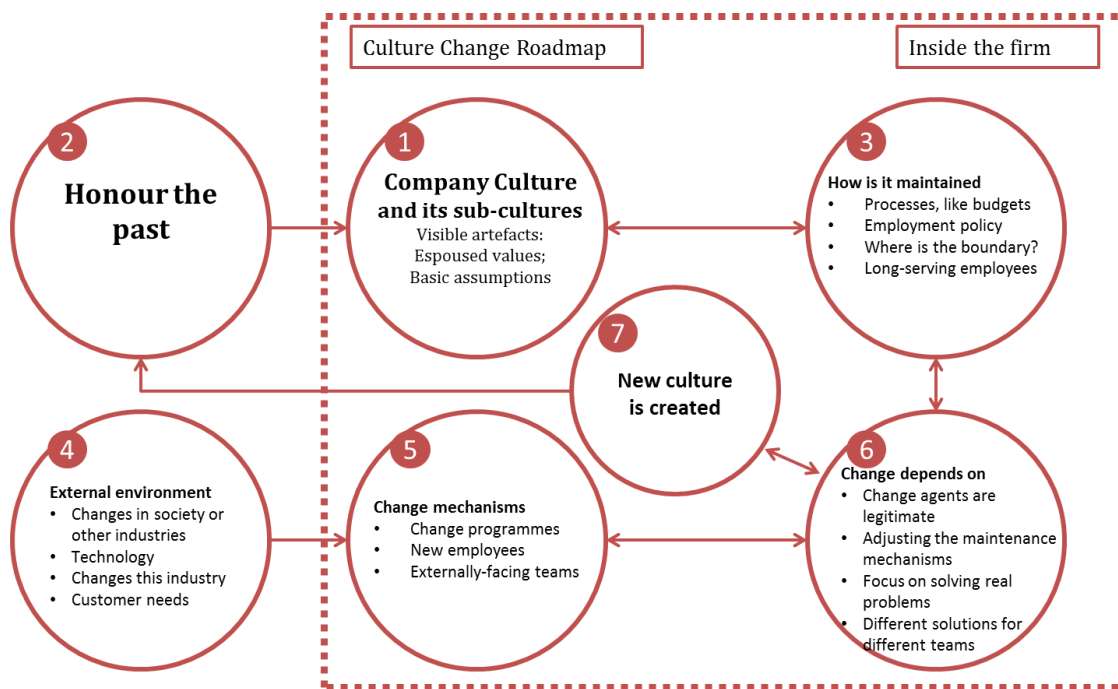 Culture Change Roadmap
Inside the firm
2
Honour the
past
1
Company Culture
and its sub-cultures
Visible artefacts:
Espoused values;
Basic assumptions
3
How is it maintained
• Processes, like budgets
• Employment policy
• Where is the boundary?
• Long-serving employees
7
New culture
is created
4
External environment
• Changes in society or
other industries
• Technology
• Changes this industry
• Customer needs
5
Change mechanisms
• Change programmes
• New employees
• Externally-facing teams
6
Change depends on
• Change agents are
legitimate
• Adjusting the maintenance
mechanisms
• Focus on solving real
problems
• Different solutions for
different teams